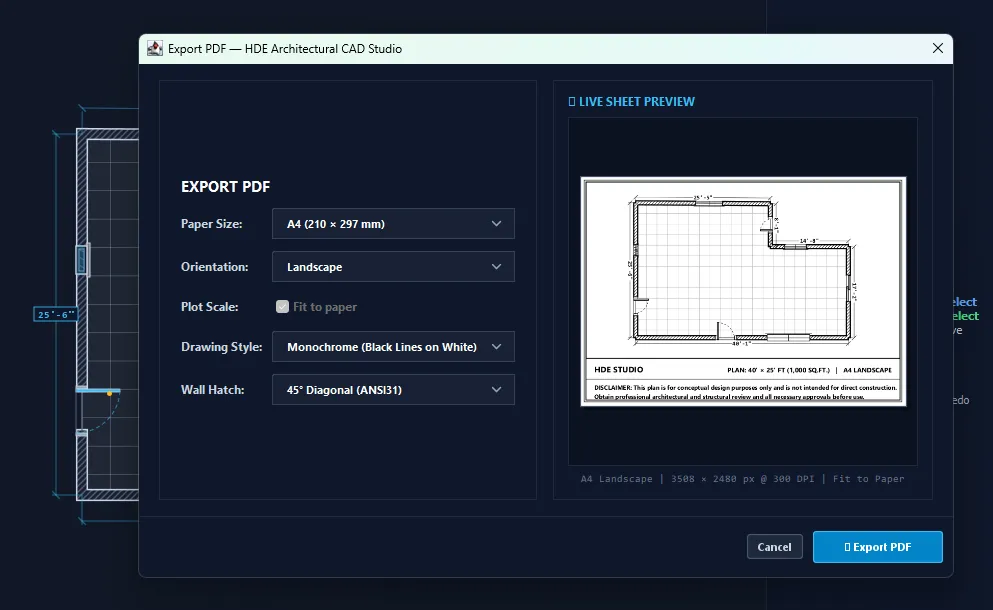 Export PDF — HDE Architectural CAD Studio
LIVE SHEET PREVIEW
EXPORT PDF
Paper Size:
A4 (210 × 297 mm)
Orientation:
Landscape
Plot Scale:
Fit to paper
Drawing Style:
Monochrome (Black Lines on White)
Wall Hatch:
45° Diagonal (ANSI31)
25'-6"
14'-8"
40'-1"
25'-6"
HDE STUDIO
PLAN: 40' × 25' FT (1,000 SQ.FT.) | A4 LANDSCAPE
DISCLAIMER: This plan is for conceptual design purposes only and is not intended for direct construction.
Obtain professional architectural and structural review and all necessary approvals before use.
A4 Landscape | 3508 × 2480 px @ 300 DPI | Fit to Paper
Cancel
Export PDF
elect
elect
ve
edo